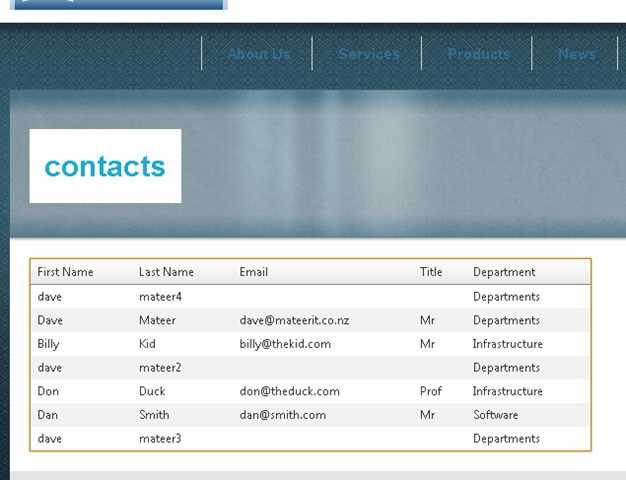 About Us Services Products News
contacts
First Name Last Name Email Title Department
dave mateer4 Departments
Dave Mateer dave@mateerit.co.nz Mr Departments
Billy Kid billy@thekid.com Mr Infrastructure
dave mateer2 Departments
Don Duck don@theduck.com Prof Infrastructure
Dan Smith dan@smith.com Mr Software
dave mateer3 Departments